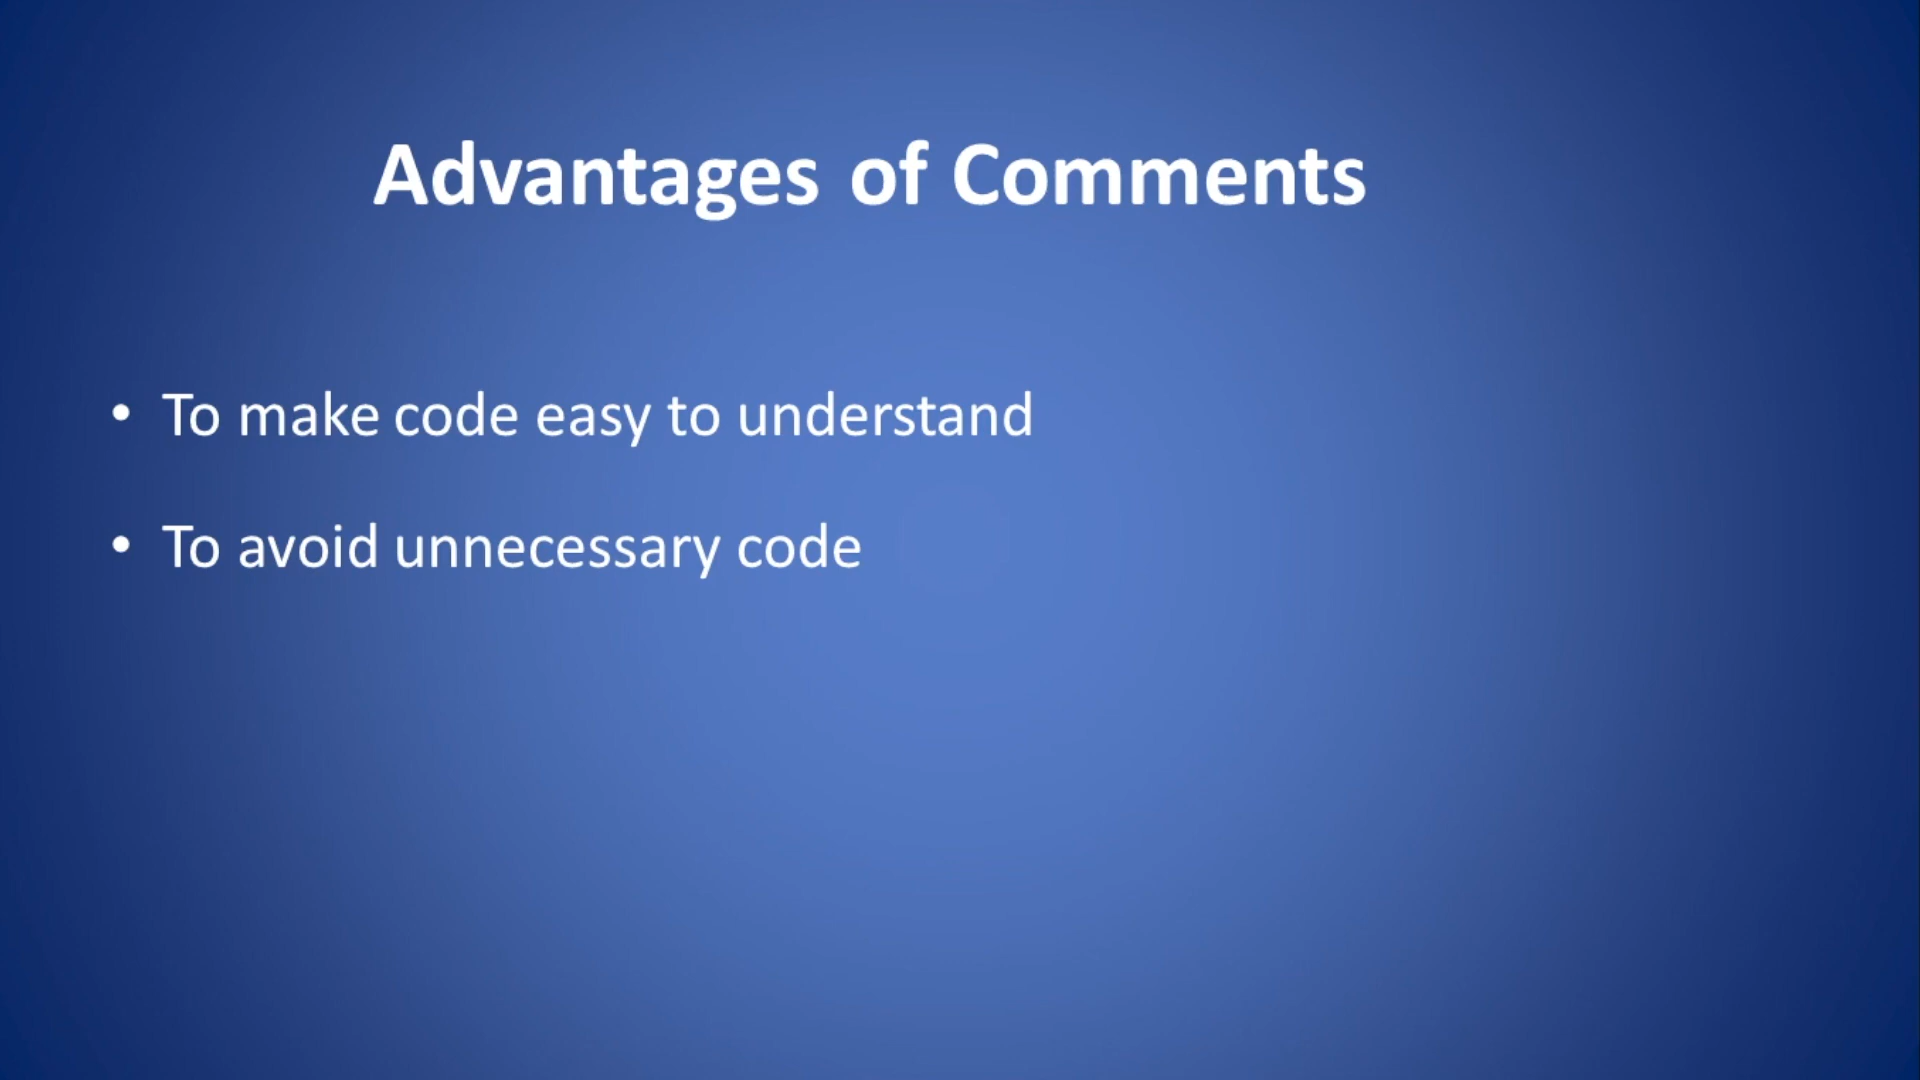 Advantages of Comments
• To make code easy to understand
• To avoid unnecessary code